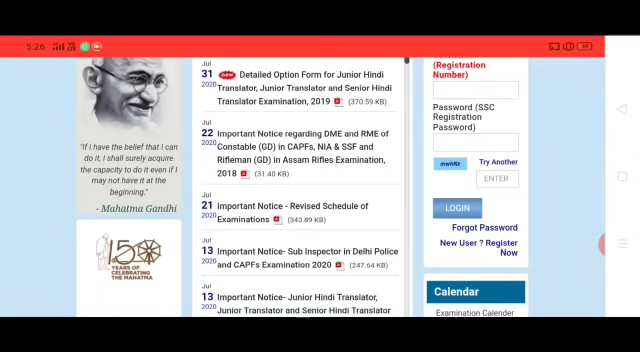 5:26
"If I have the belief that I can
do it, I shall surely acquire
the capacity to do it even if I
may not have it at the
beginning."
- Mahatma Gandhi
150
YEARS OF
CELEBRATING
THE MAHATMA
Jul
31 new Detailed Option Form for Junior Hindi
2020 Translator, Junior Translator and Senior Hindi
Translator Examination, 2019 (370.59 KB)
Jul
22 Important Notice regarding DME and RME of
2020 Constable (GD) in CAPFs, NIA & SSF and
Rifleman (GD) in Assam Rifles Examination,
2018 (31.40 KB)
Jul
21 Important Notice - Revised Schedule of
2020 Examinations (343.89 KB)
Jul
13 Important Notice- Sub Inspector in Delhi Police
2020 and CAPFs Examination 2020 (247.64 KB)
Jul
13 Important Notice- Junior Hindi Translator,
2020 Junior Translator and Senior Hindi Translator
(Registration
Number)
Password (SSC
Registration
Password)
mwhNz Try Another
ENTER
LOGIN
Forgot Password
New User ? Register
Now
Calendar
Examination Calender